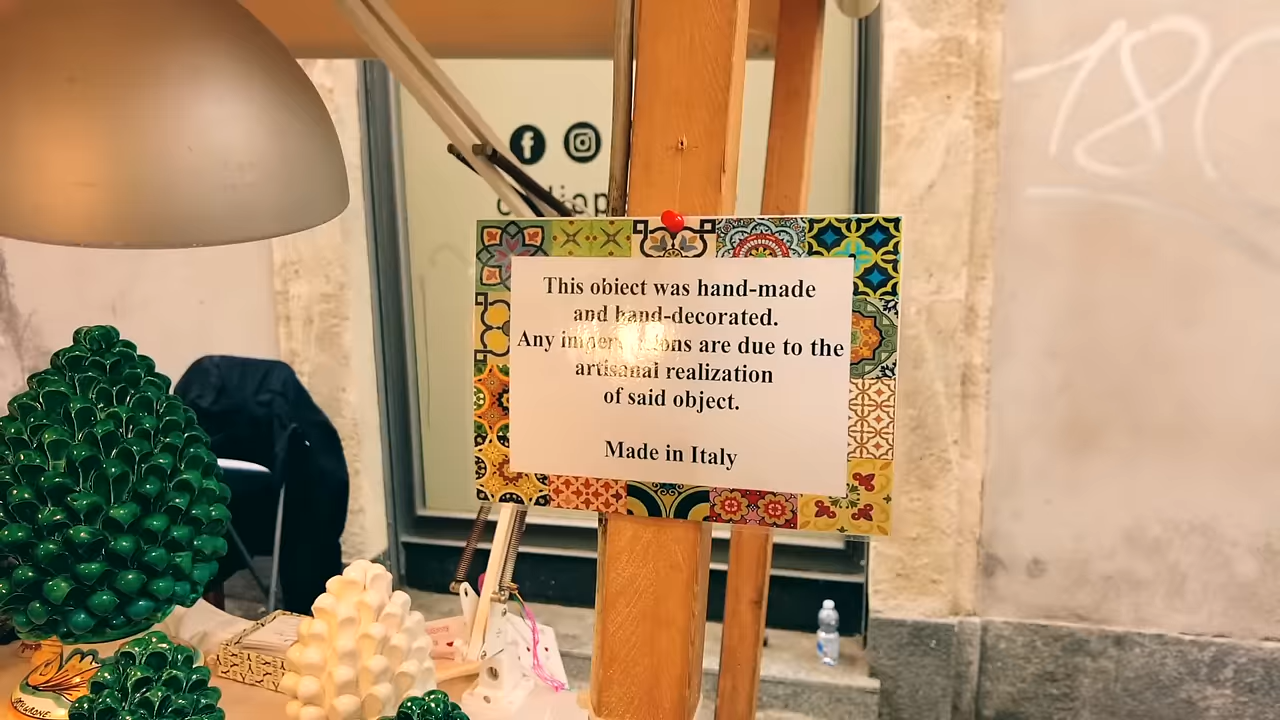 180
This object was hand-made
and hand-decorated.
Any are due to the
artisanal realization
of said object.
Made in Italy